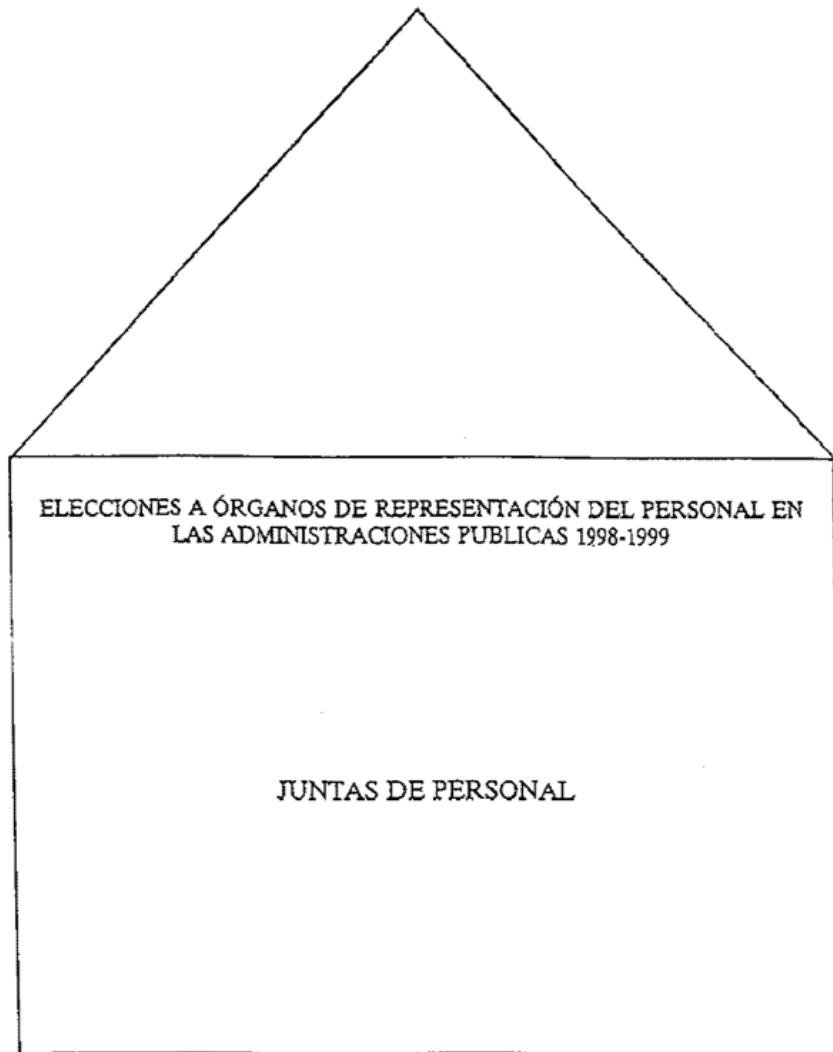 ELECCIONES A ÓRGANOS DE REPRESENTACIÓN DEL PERSONAL EN
LAS ADMINISTRACIONES PUBLICAS 1998-1999
JUNTAS DE PERSONAL